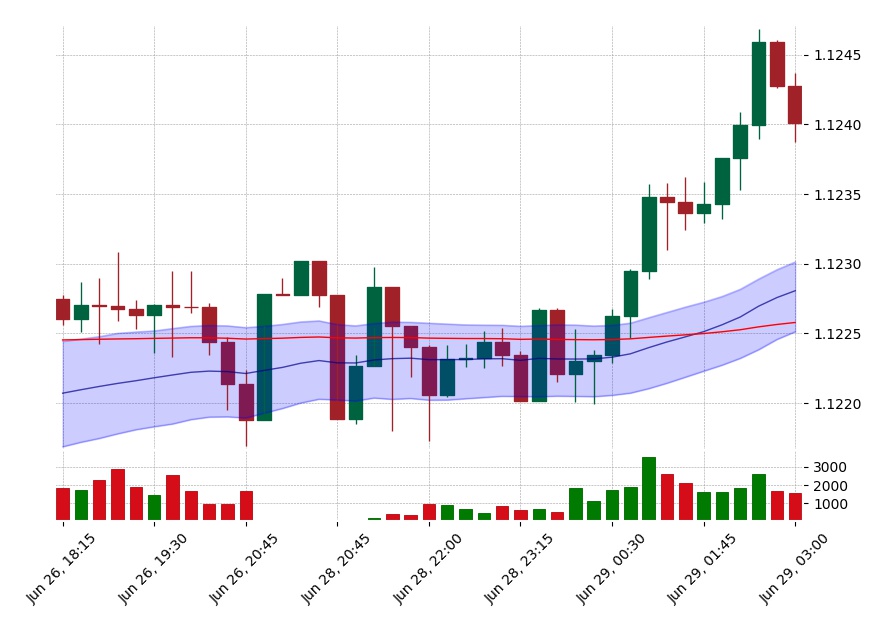 1.1245
1.1240
1.1235
1.1230
1.1225
1.1220
3000
2000
1000
Jun 26, 18:15
Jun 26, 19:30
Jun 26, 20:45
Jun 28, 20:45
Jun 28, 22:00
Jun 28, 23:15
Jun 29, 00:30
Jun 29, 01:45
Jun 29, 03:00